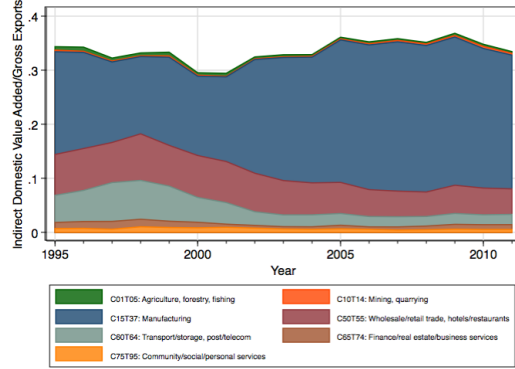 Indirect Domestic Value Added/Gross Exports
.4
.3
.2
.1
0
1995
2000
2005
2010
Year
C01T05: Agriculture, forestry, fishing
C10T14: Mining, quarrying
C15T37: Manufacturing
C50T55: Wholesale/retail trade, hotels/restaurants
C60T64: Transport/storage, post/telecom
C65T74: Finance/real estate/business services
C75T95: Community/social/personal services